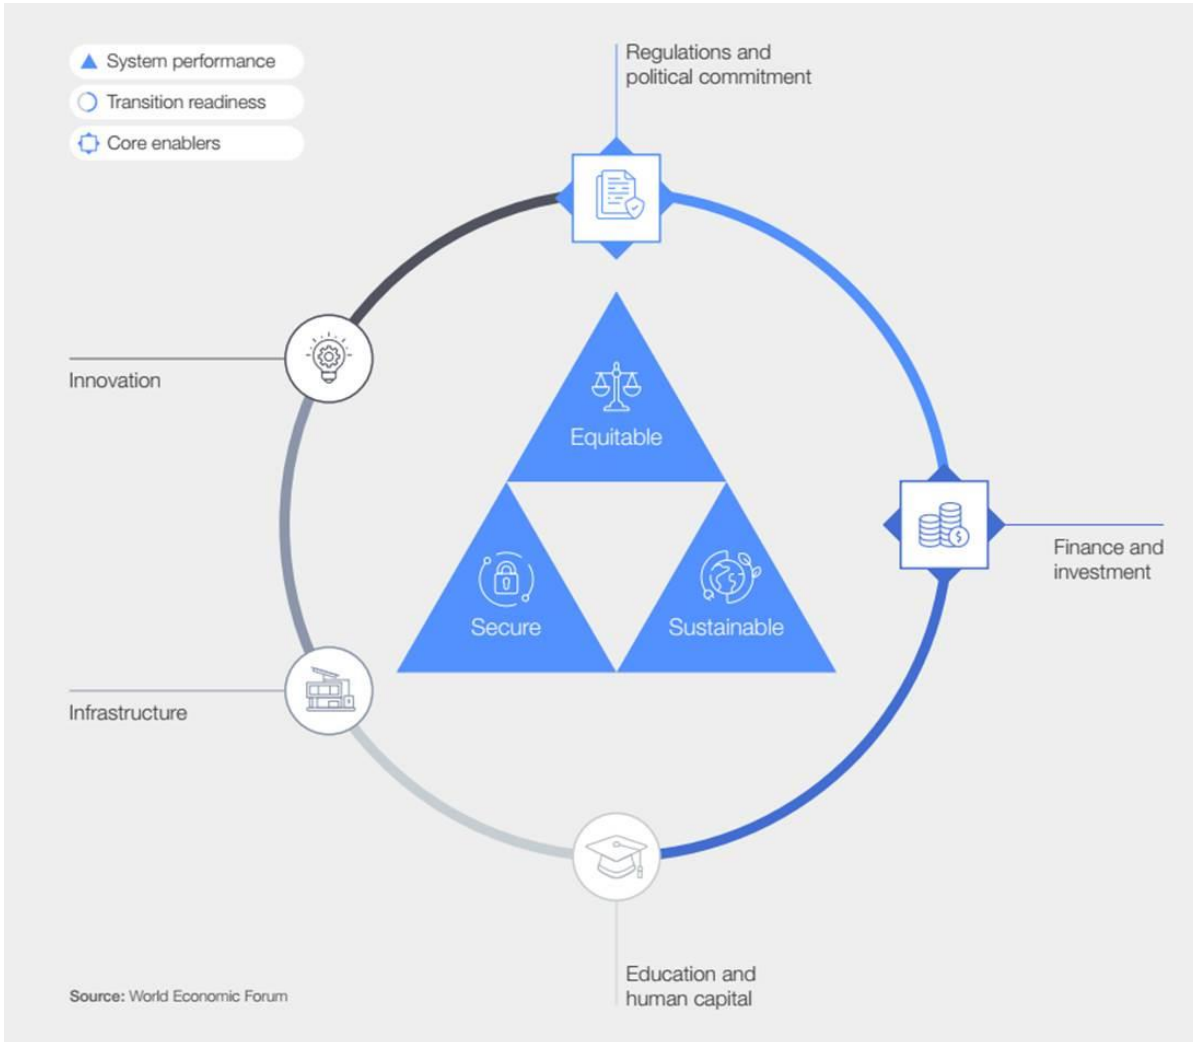 System performance
Transition readiness
Core enablers
Regulations and
political commitment
Innovation
Equitable
Finance and
investment
Secure
Sustainable
Infrastructure
Education and
human capital
Source: World Economic Forum